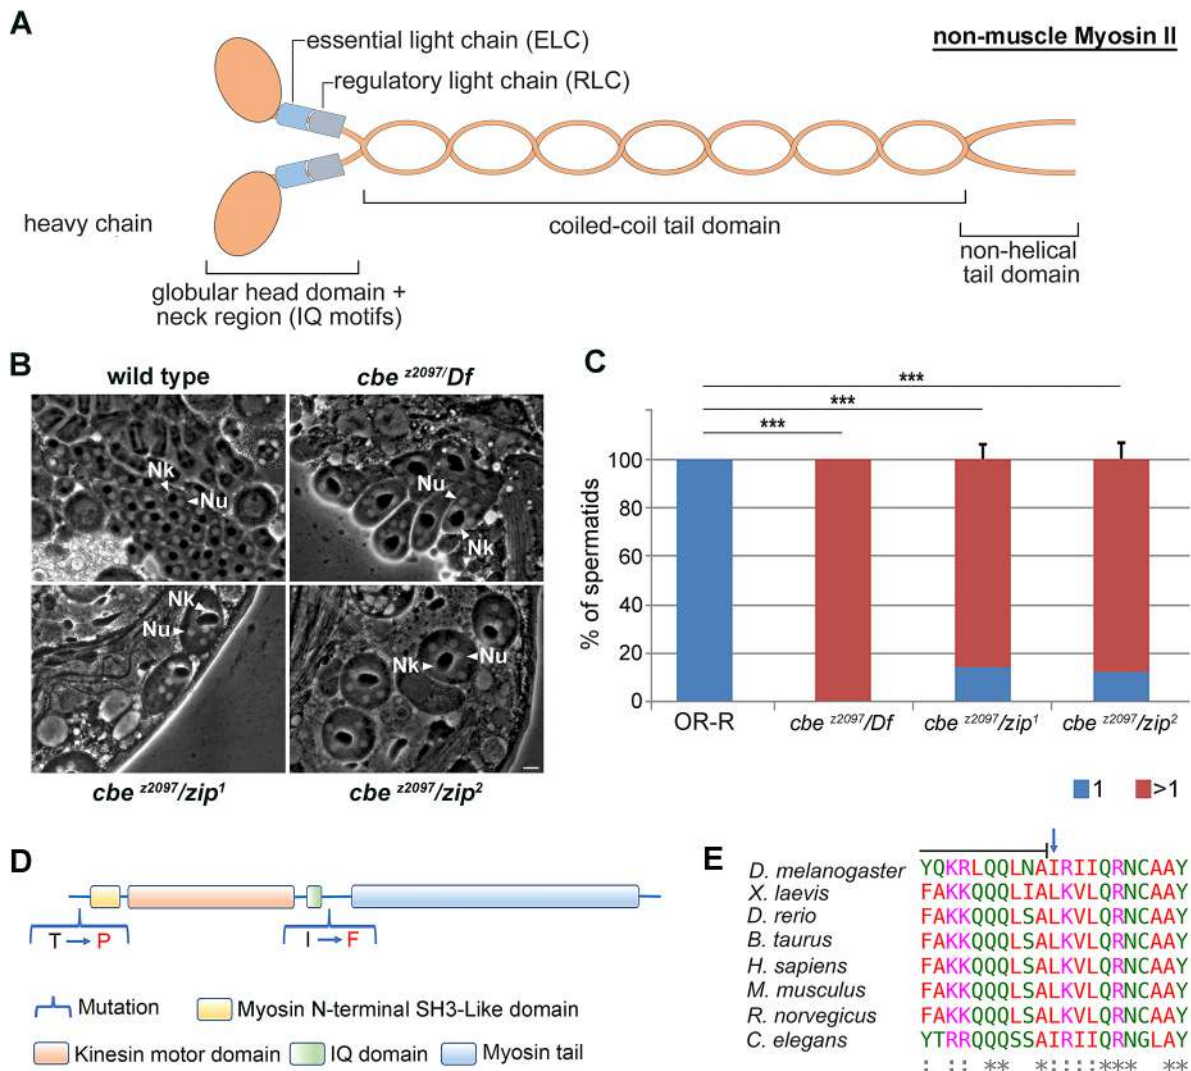 A
non-muscle Myosin II
essential light chain (ELC)
regulatory light chain (RLC)
heavy chain
coiled-coil tail domain
non-helical
tail domain
globular head domain +
neck region (IQ motifs)
B
wild type
cbe z2097/Df
Nk
Nu
Nu
Nk
Nk
Nu
Nk
Nu
cbe z2097/zip1
cbe z2097/zip2
C
***
***
***
% of spermatids
100
80
60
40
20
0
OR-R
cbe z2097/Df
cbe z2097/zip1
cbe z2097/zip2
1
>1
D
T → P
I → F
Mutation
Myosin N-terminal SH3-Like domain
Kinesin motor domain
IQ domain
Myosin tail
E
D. melanogaster YQKRLQQLNAIRIIQRNCAAY
X. laevis FAKKQQQLIALKVLQRNCAAY
D. rerio FAKKQQQLSALKVLQRNCAAY
B. taurus FAKKQQQLSALKVLQRNCAAY
H. sapiens FAKKQQQLSALKVLQRNCAAY
M. musculus FAKKQQQLSALKVLQRNCAAY
R. norvegicus FAKKQQQLSALKVLQRNCAAY
C. elegans YTRRQQQSSAIRIIQRNGLAY
: :: ** *::::*** **